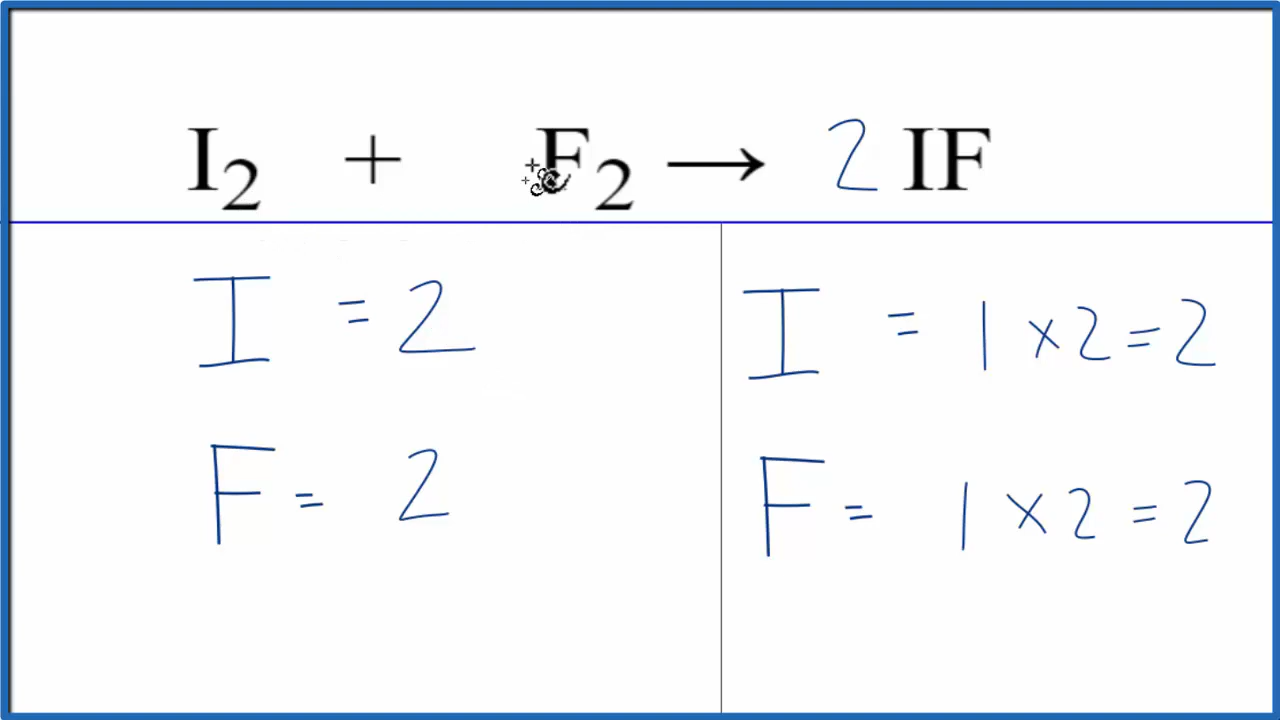 I₂ + F₂ → 2 IF
I = 2
I = 1 × 2 = 2
F = 2
F = 1 × 2 = 2